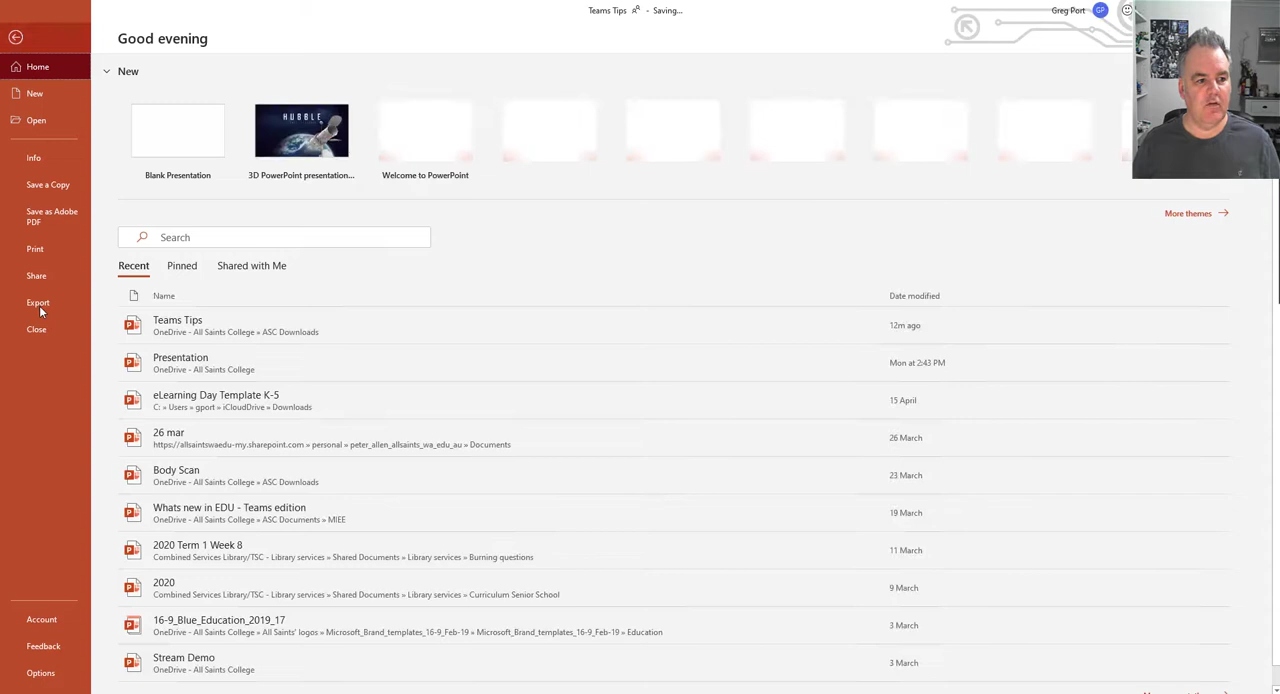 Teams Tips - Saving...
Greg Port GP
Good evening
Home
New
Open
Info
Save a Copy
Save as Adobe
PDF
Print
Share
Export
Close
Account
Feedback
Options
New
HUBBLE
Blank Presentation
3D PowerPoint presentation...
Welcome to PowerPoint
More themes
Search
Recent Pinned Shared with Me
Name Date modified
Teams Tips
OneDrive - All Saints College » ASC Downloads
12m ago
Presentation
OneDrive - All Saints College
Mon at 2:43 PM
eLearning Day Template K-5
C: » Users » gport » iCloudDrive » Downloads
15 April
26 mar
https://allsaintswaedu-my.sharepoint.com » personal » peter_allen_allsaints_wa_edu_au » Documents
26 March
Body Scan
OneDrive - All Saints College » ASC Downloads
23 March
Whats new in EDU - Teams edition
OneDrive - All Saints College » ASC Documents » MIEE
19 March
2020 Term 1 Week 8
Combined Services Library/TSC - Library services » Shared Documents » Library services » Burning questions
11 March
2020
Combined Services Library/TSC - Library services » Shared Documents » Library services » Curriculum Senior School
9 March
16-9_Blue_Education_2019_17
OneDrive - All Saints College » All Saints' logos » Microsoft_Brand_templates_16-9_Feb-19 » Microsoft_Brand_templates_16-9_Feb-19 » Education
3 March
Stream Demo
OneDrive - All Saints College
3 March